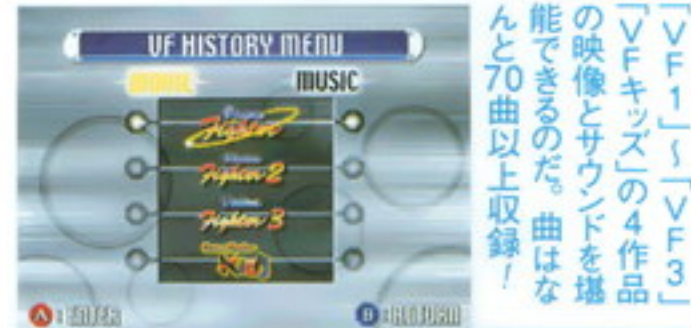 VF HISTORY MENU
MOVIE
MUSIC
Virtua
Fighter
Virtua
Fighter 2
Virtua
Fighter 3
A : ENTER
B : RETURN
「VF1」~「VF3」
「VFキッズ」の4作品
の映像とサウンドを堪
能できるのだ。曲はな
んと70曲以上収録!